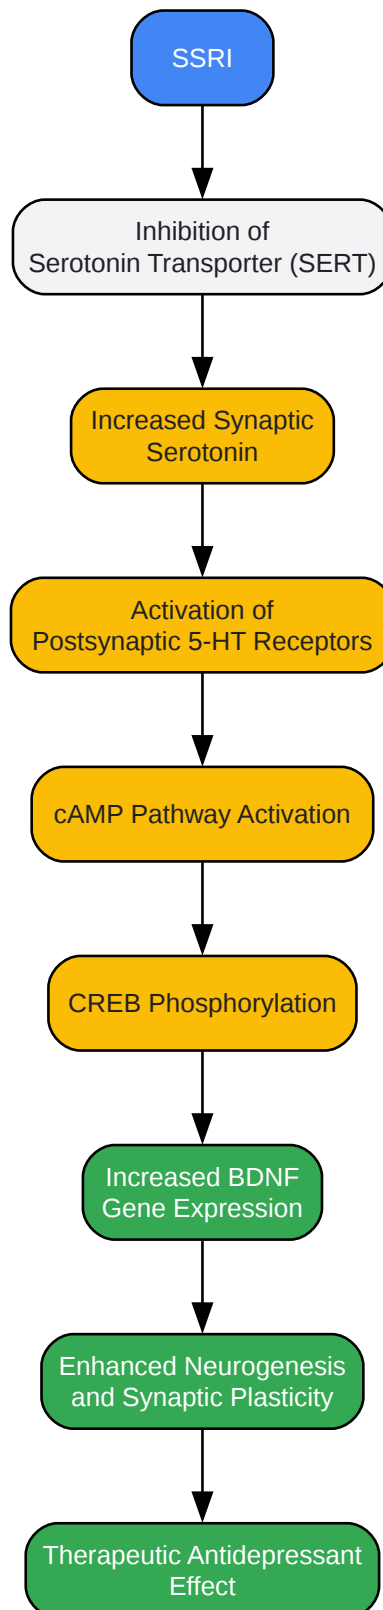 SSRI
Inhibition of
Serotonin Transporter (SERT)
Increased Synaptic
Serotonin
Activation of
Postsynaptic 5-HT Receptors
cAMP Pathway Activation
CREB Phosphorylation
Increased BDNF
Gene Expression
Enhanced Neurogenesis
and Synaptic Plasticity
Therapeutic Antidepressant
Effect